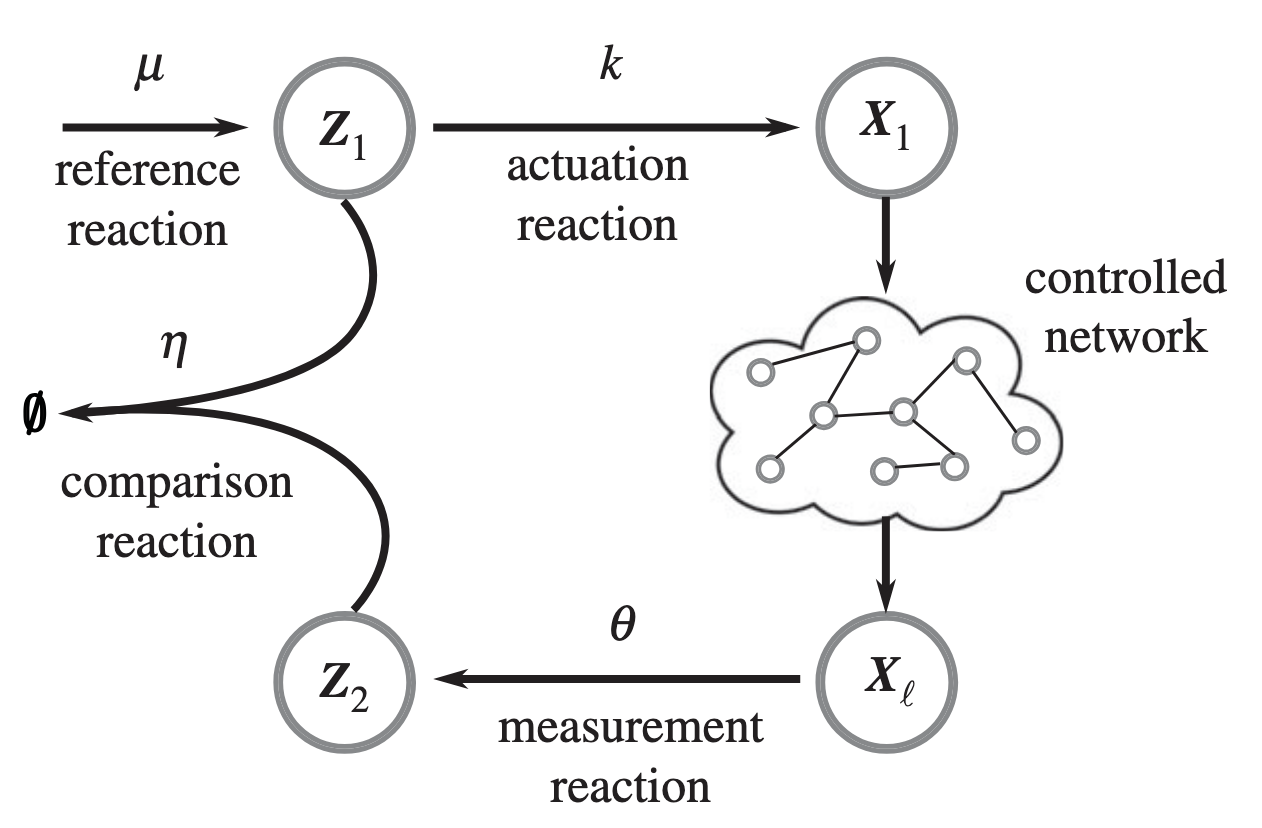 μ
k
Z1
X1
reference
reaction
actuation
reaction
controlled
network
η
∅
comparison
reaction
θ
Z2
Xℓ
measurement
reaction